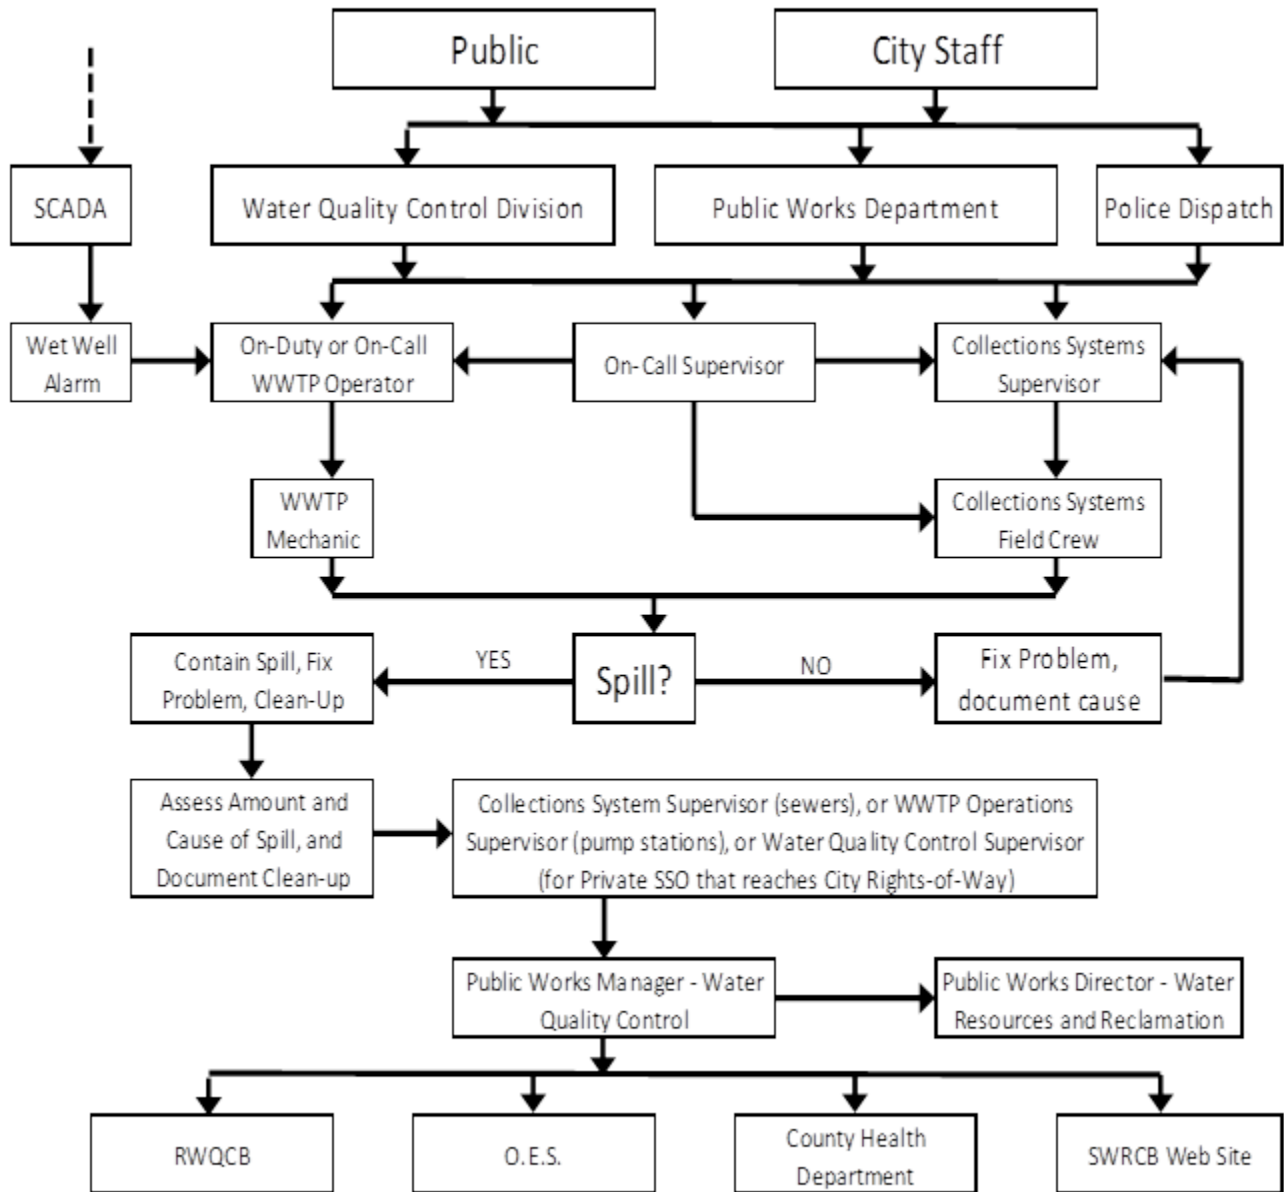 Public
City Staff
SCADA
Water Quality Control Division
Public Works Department
Police Dispatch
Wet Well
Alarm
On-Duty or On-Call
WWTP Operator
On-Call Supervisor
Collections Systems
Supervisor
WWTP
Mechanic
Collections Systems
Field Crew
Contain Spill, Fix
Problem, Clean-Up
YES
Spill?
NO
Fix Problem,
document cause
Assess Amount and
Cause of Spill, and
Document Clean-up
Collections System Supervisor (sewers), or WWTP Operations
Supervisor (pump stations), or Water Quality Control Supervisor
(for Private SSO that reaches City Rights-of-Way)
Public Works Manager - Water
Quality Control
Public Works Director - Water
Resources and Reclamation
RWQCB
O.E.S.
County Health
Department
SWRCB Web Site